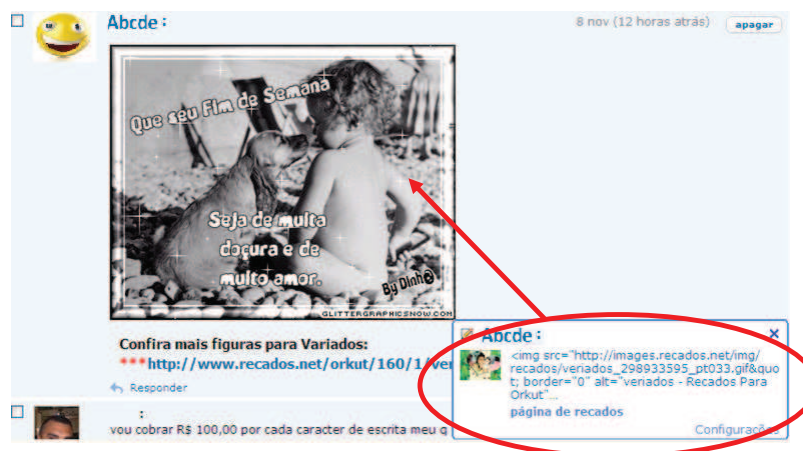 Abcde :
8 nov (12 horas atrás)
apagar
Que seu Fim de Semana
Seja de muita
doçura e de
muito amor.
By Dinho
GLITTERGRAPHICSNOW.COM
Confira mais figuras para Variados:
***http://www.recados.net/orkut/160/1/ver
Responder
Abcde :
<img src="http://images.recados.net/img/
recados/veriados_298933595_pt033.gif&quo
t; border="0" alt="veriados - Recados Para
Orkut"...
página de recados
Configurações
:
vou cobrar R$ 100,00 por cada caracter de escrita meu q